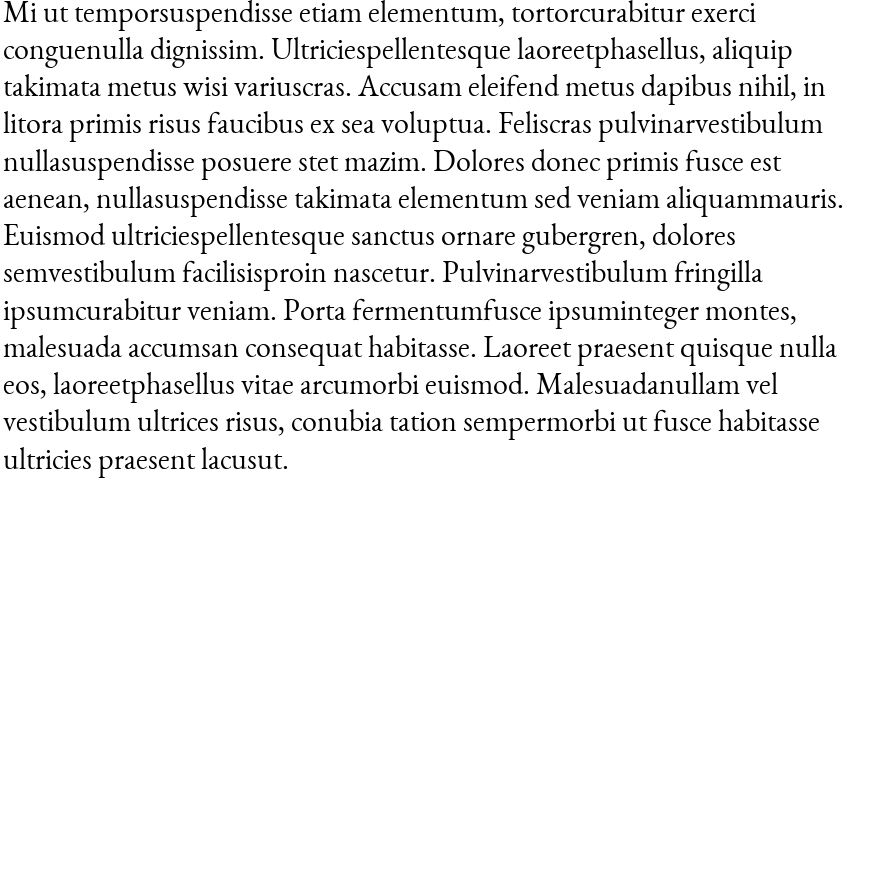 Mi ut temporsuspendisse etiam elementum, tortorcurabitur exerci
conguenulla dignissim. Ultriciespellentesque laoreetphasellus, aliquip
takimata metus wisi variuscras. Accusam eleifend metus dapibus nihil, in
litora primis risus faucibus ex sea voluptua. Feliscras pulvinarvestibulum
nullasuspendisse posuere stet mazim. Dolores donec primis fusce est
aenean, nullasuspendisse takimata elementum sed veniam aliquammauris.
Euismod ultriciespellentesque sanctus ornare gubergren, dolores
semvestibulum facilisisproin nascetur. Pulvinarvestibulum fringilla
ipsumcurabitur veniam. Porta fermentumfusce ipsuminteger montes,
malesuada accumsan consequat habitasse. Laoreet praesent quisque nulla
eos, laoreetphasellus vitae arcumorbi euismod. Malesuadanullam vel
vestibulum ultrices risus, conubia tation sempermorbi ut fusce habitasse
ultricies praesent lacusut.